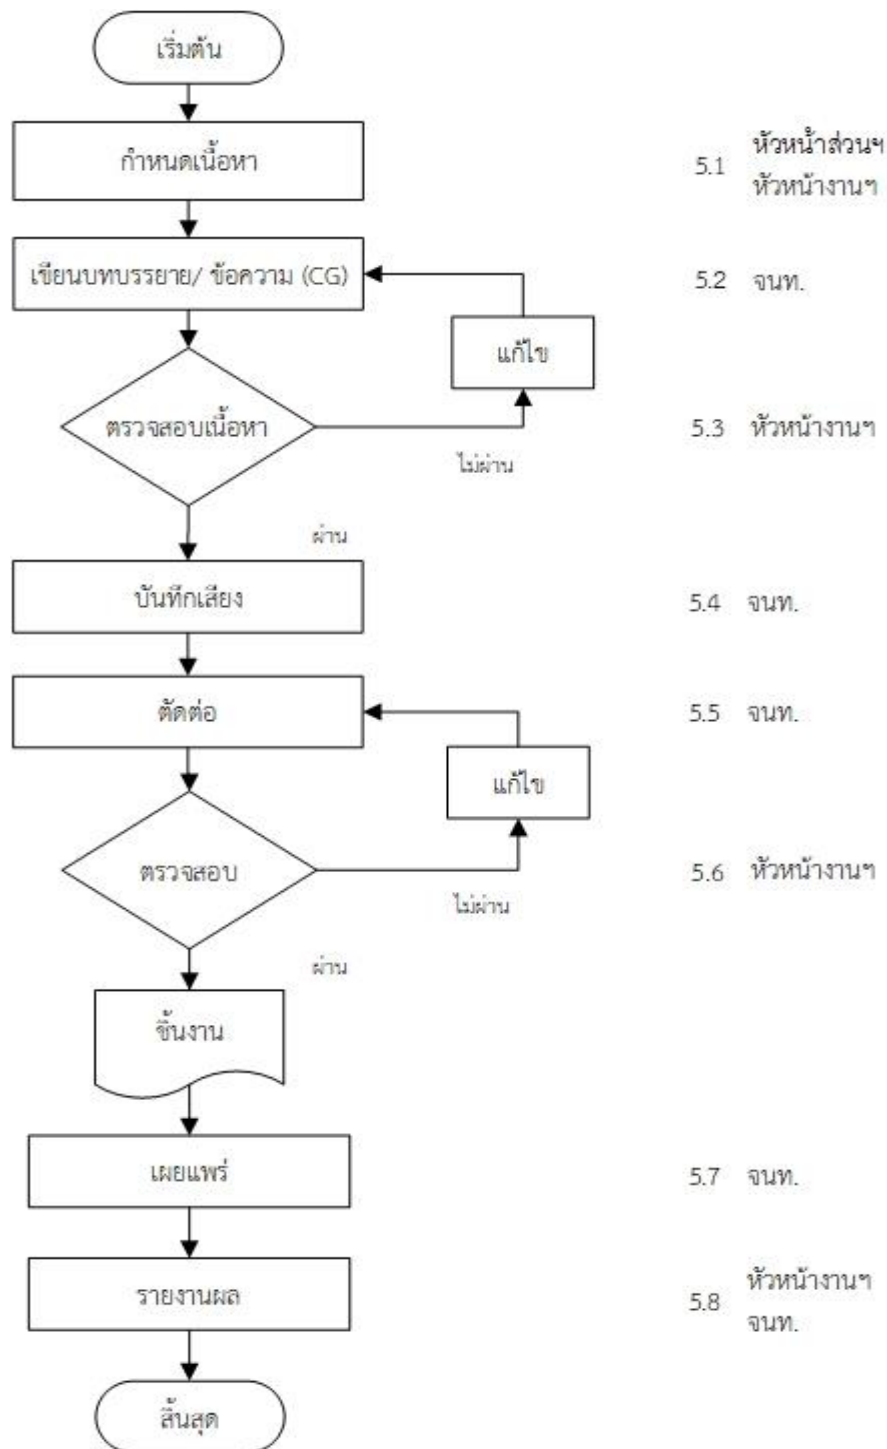 เริ่มต้น
กำหนดเนื้อหา
5.1
หัวหน้าส่วนฯ
หัวหน้างานฯ
เขียนบทบรรยาย/ ข้อความ (CG)
5.2 จนท.
แก้ไข
ตรวจสอบเนื้อหา
5.3 หัวหน้างานฯ
ไม่ผ่าน
ผ่าน
บันทึกเสียง
5.4 จนท.
ตัดต่อ
5.5 จนท.
แก้ไข
ตรวจสอบ
5.6 หัวหน้างานฯ
ไม่ผ่าน
ผ่าน
ชิ้นงาน
เผยแพร่
5.7 จนท.
รายงานผล
5.8
หัวหน้างานฯ
จนท.
สิ้นสุด